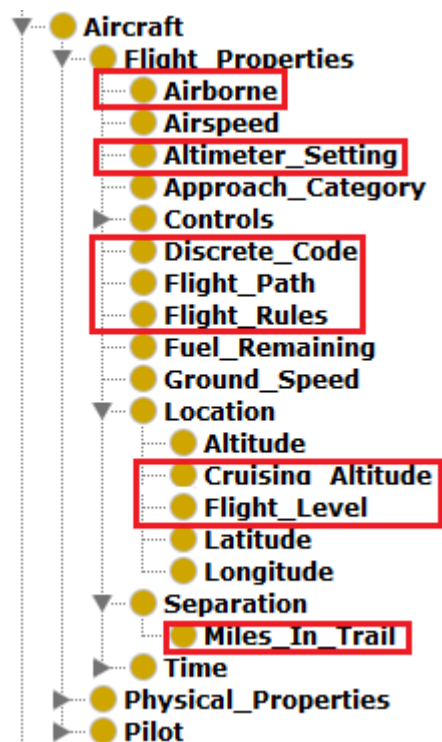 Aircraft
Flight_Properties
Airborne
Airspeed
Altimeter_Setting
Approach_Category
Controls
Discrete_Code
Flight_Path
Flight_Rules
Fuel_Remaining
Ground_Speed
Location
Altitude
Cruising_Altitude
Flight_Level
Latitude
Longitude
Separation
Miles_In_Trail
Time
Physical_Properties
Pilot